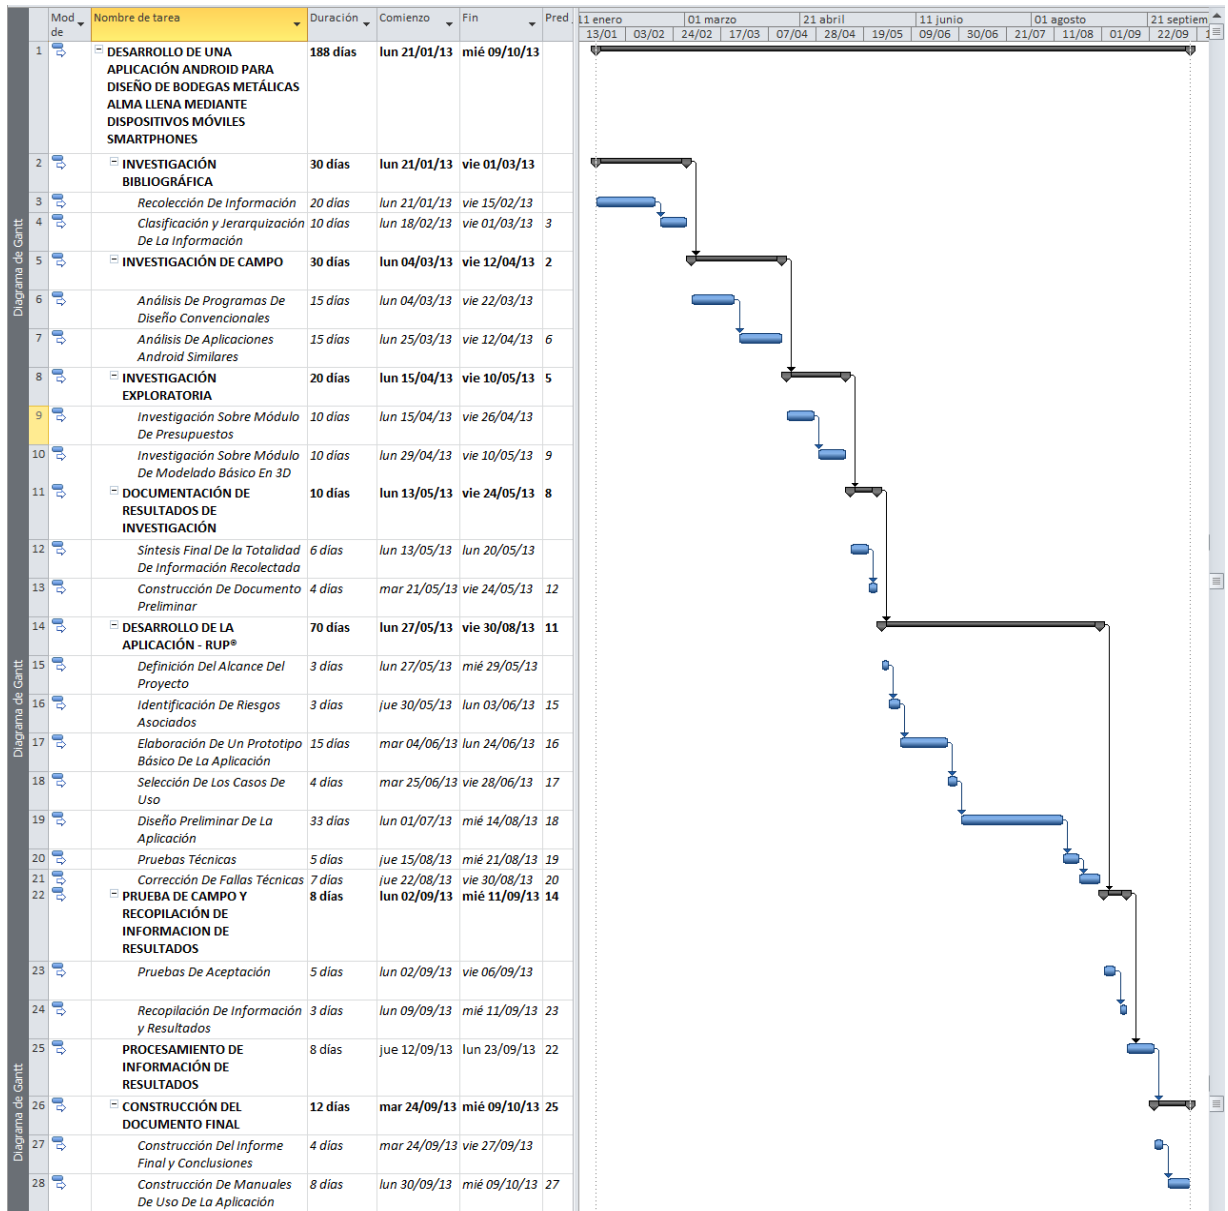 Mod de
Nombre de tarea
Duración
Comienzo
Fin
Pred
11 enero
01 marzo
21 abril
11 junio
01 agosto
21 septiem
13/01 03/02 24/02 17/03 07/04 28/04 19/05 09/06 30/06 21/07 11/08 01/09 22/09
1 DESARROLLO DE UNA 188 días lun 21/01/13 mié 09/10/13
APLICACIÓN ANDROID PARA
DISEÑO DE BODEGAS METÁLICAS
ALMA LLENA MEDIANTE
DISPOSITIVOS MÓVILES
SMARTPHONES
2 INVESTIGACIÓN 30 días lun 21/01/13 vie 01/03/13
BIBLIOGRÁFICA
3 Recolección De Información 20 días lun 21/01/13 vie 15/02/13
4 Clasificación y Jerarquización 10 días lun 18/02/13 vie 01/03/13 3
De La Información
5 INVESTIGACIÓN DE CAMPO 30 días lun 04/03/13 vie 12/04/13 2
6 Análisis De Programas De 15 días lun 04/03/13 vie 22/03/13
Diseño Convencionales
7 Análisis De Aplicaciones 15 días lun 25/03/13 vie 12/04/13 6
Android Similares
8 INVESTIGACIÓN 20 días lun 15/04/13 vie 10/05/13 5
EXPLORATORIA
9 Investigación Sobre Módulo 10 días lun 15/04/13 vie 26/04/13
De Presupuestos
10 Investigación Sobre Módulo 10 días lun 29/04/13 vie 10/05/13 9
De Modelado Básico En 3D
11 DOCUMENTACIÓN DE 10 días lun 13/05/13 vie 24/05/13 8
RESULTADOS DE
INVESTIGACIÓN
12 Síntesis Final De la Totalidad 6 días lun 13/05/13 lun 20/05/13
De Información Recolectada
13 Construcción De Documento 4 días mar 21/05/13 vie 24/05/13 12
Preliminar
14 DESARROLLO DE LA 70 días lun 27/05/13 vie 30/08/13 11
APLICACIÓN - RUP®
15 Definición Del Alcance Del 3 días lun 27/05/13 mié 29/05/13
Proyecto
16 Identificación De Riesgos 3 días jue 30/05/13 lun 03/06/13 15
Asociados
17 Elaboración De Un Prototipo 15 días mar 04/06/13 lun 24/06/13 16
Básico De La Aplicación
18 Selección De Los Casos De 4 días mar 25/06/13 vie 28/06/13 17
Uso
19 Diseño Preliminar De La 33 días lun 01/07/13 mié 14/08/13 18
Aplicación
20 Pruebas Técnicas 5 días jue 15/08/13 mié 21/08/13 19
21 Corrección De Fallas Técnicas 7 días jue 22/08/13 vie 30/08/13 20
22 PRUEBA DE CAMPO Y 8 días lun 02/09/13 mié 11/09/13 14
RECOPILACIÓN DE
INFORMACION DE
RESULTADOS
23 Pruebas De Aceptación 5 días lun 02/09/13 vie 06/09/13
24 Recopilación De Información 3 días lun 09/09/13 mié 11/09/13 23
y Resultados
25 PROCESAMIENTO DE 8 días jue 12/09/13 lun 23/09/13 22
INFORMACIÓN DE
RESULTADOS
26 CONSTRUCCIÓN DEL 12 días mar 24/09/13 mié 09/10/13 25
DOCUMENTO FINAL
27 Construcción Del Informe 4 días mar 24/09/13 vie 27/09/13
Final y Conclusiones
28 Construcción De Manuales 8 días lun 30/09/13 mié 09/10/13 27
De Uso De La Aplicación
Diagrama de Gantt
Diagrama de Gantt
Diagrama de Gantt